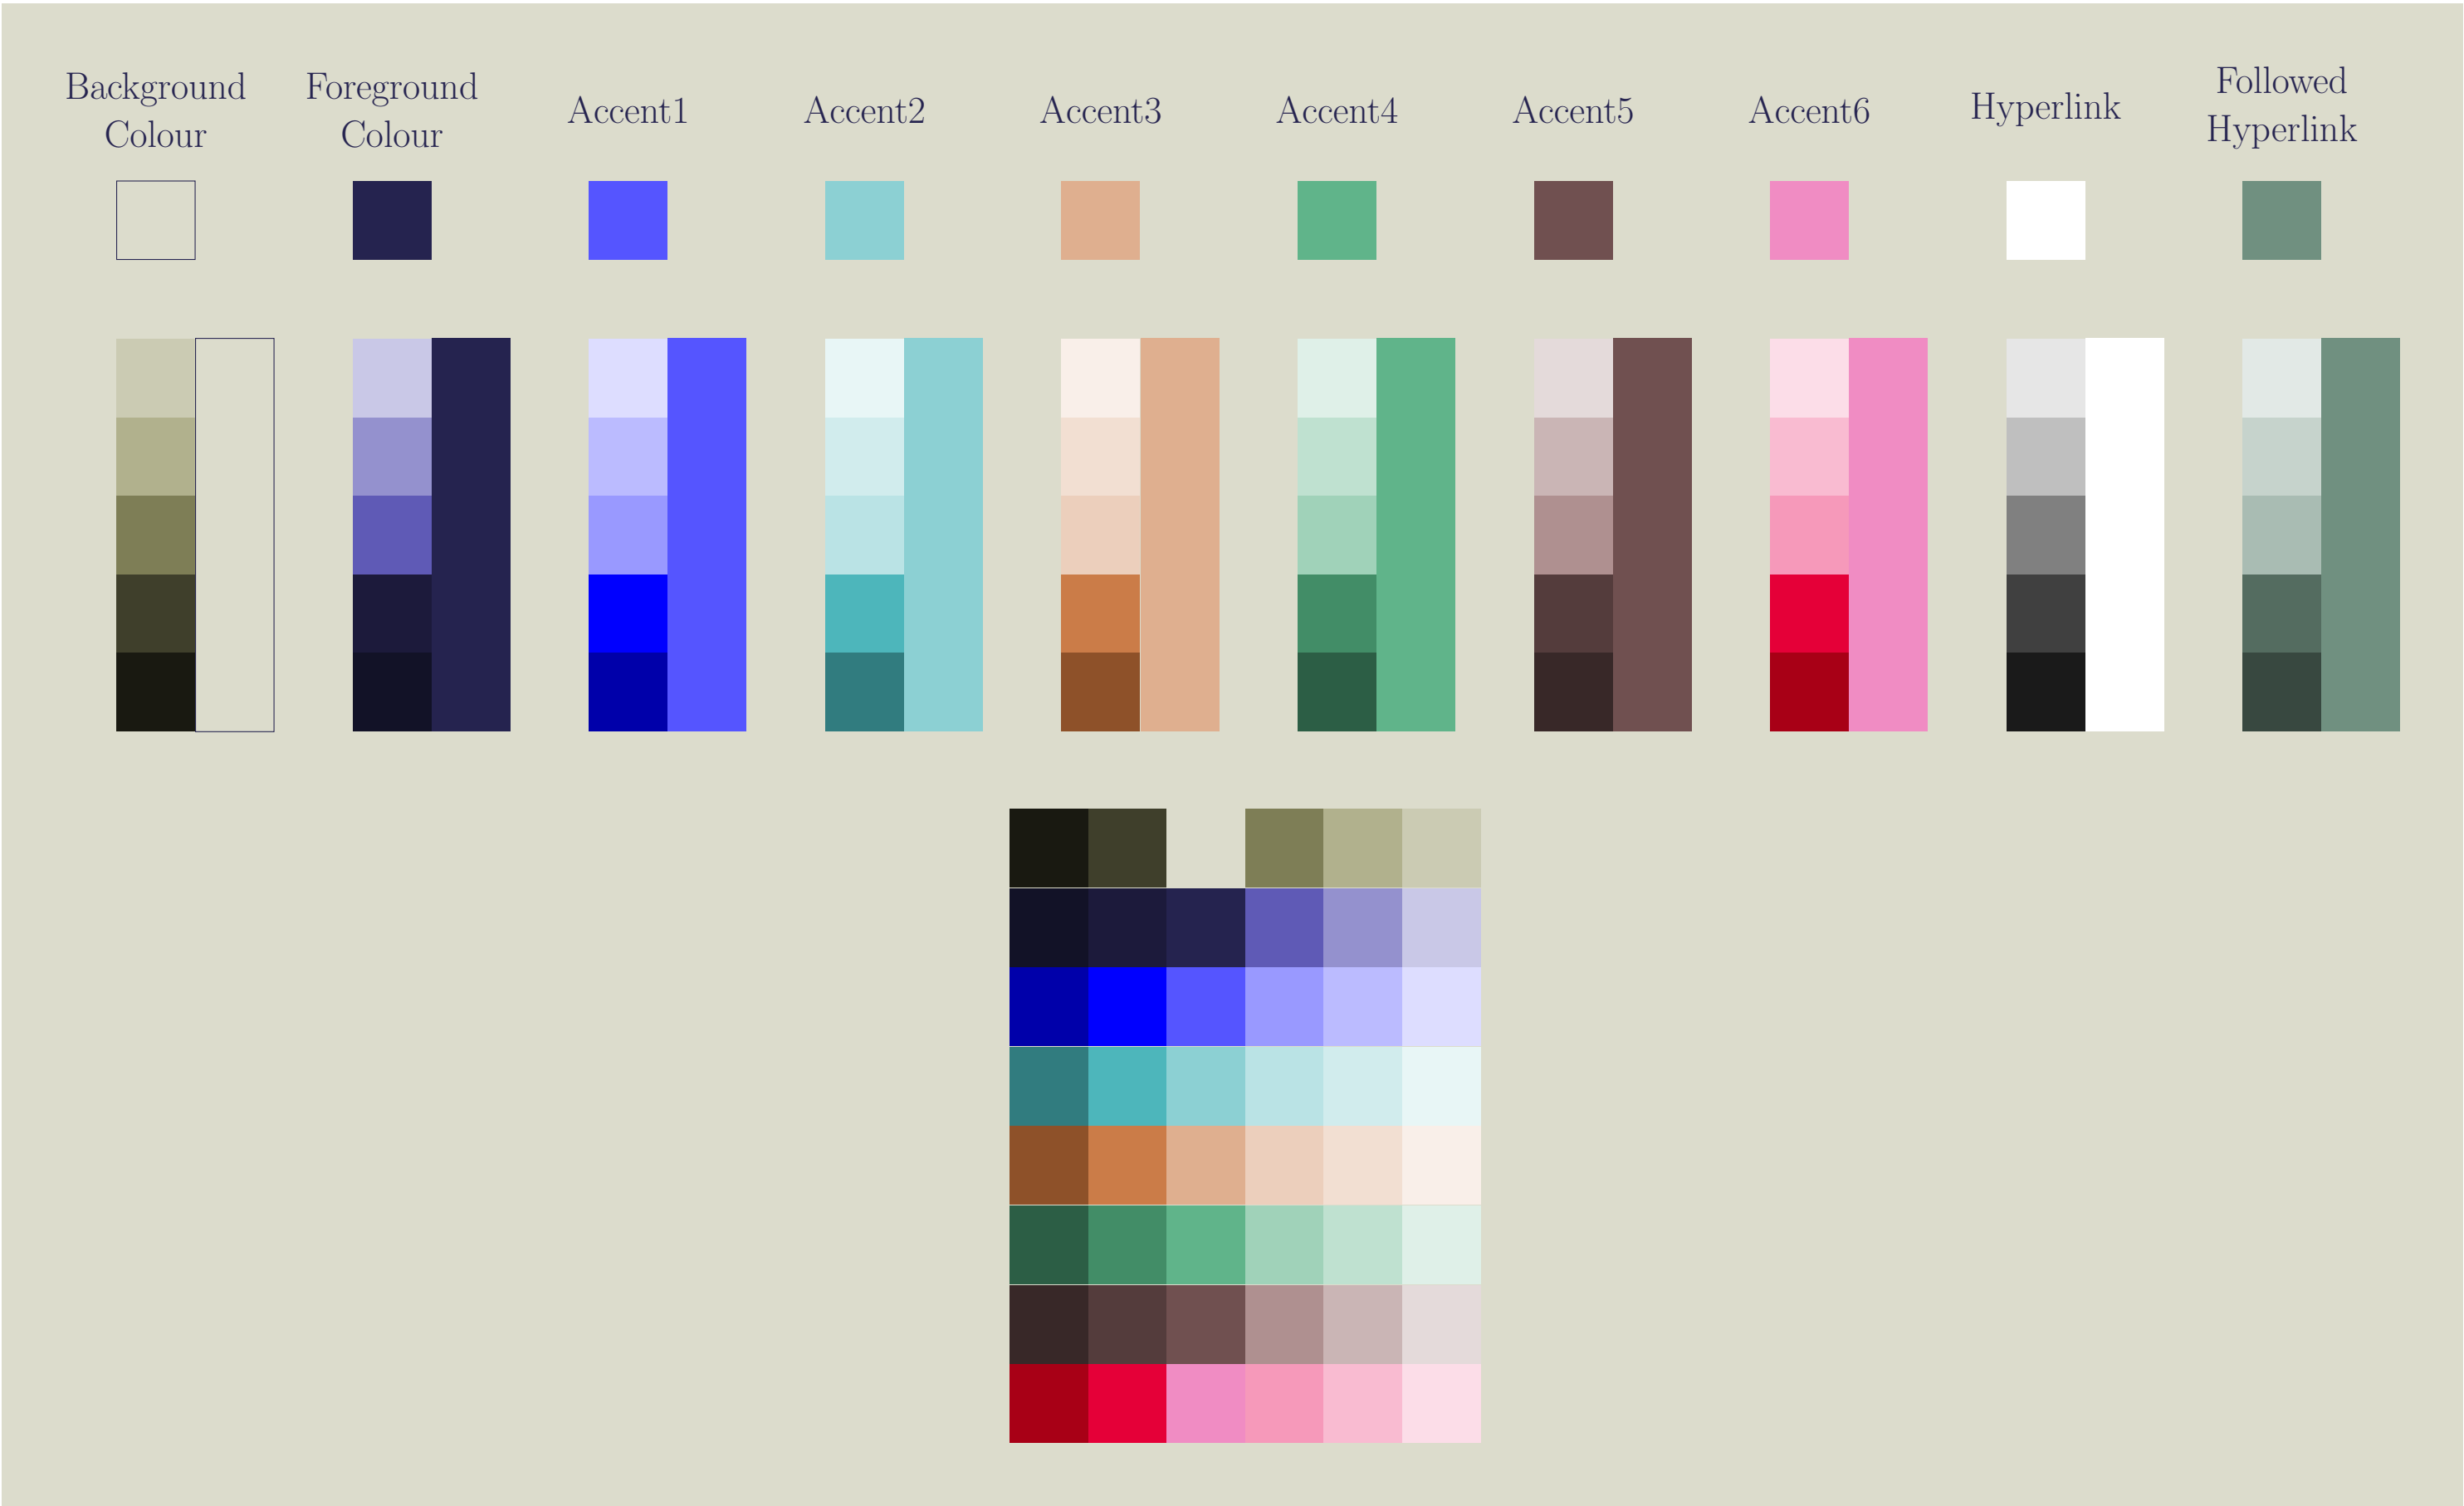 Background
Colour
Foreground
Colour
Accent1
Accent2
Accent3
Accent4
Accent5
Accent6
Hyperlink
Followed
Hyperlink